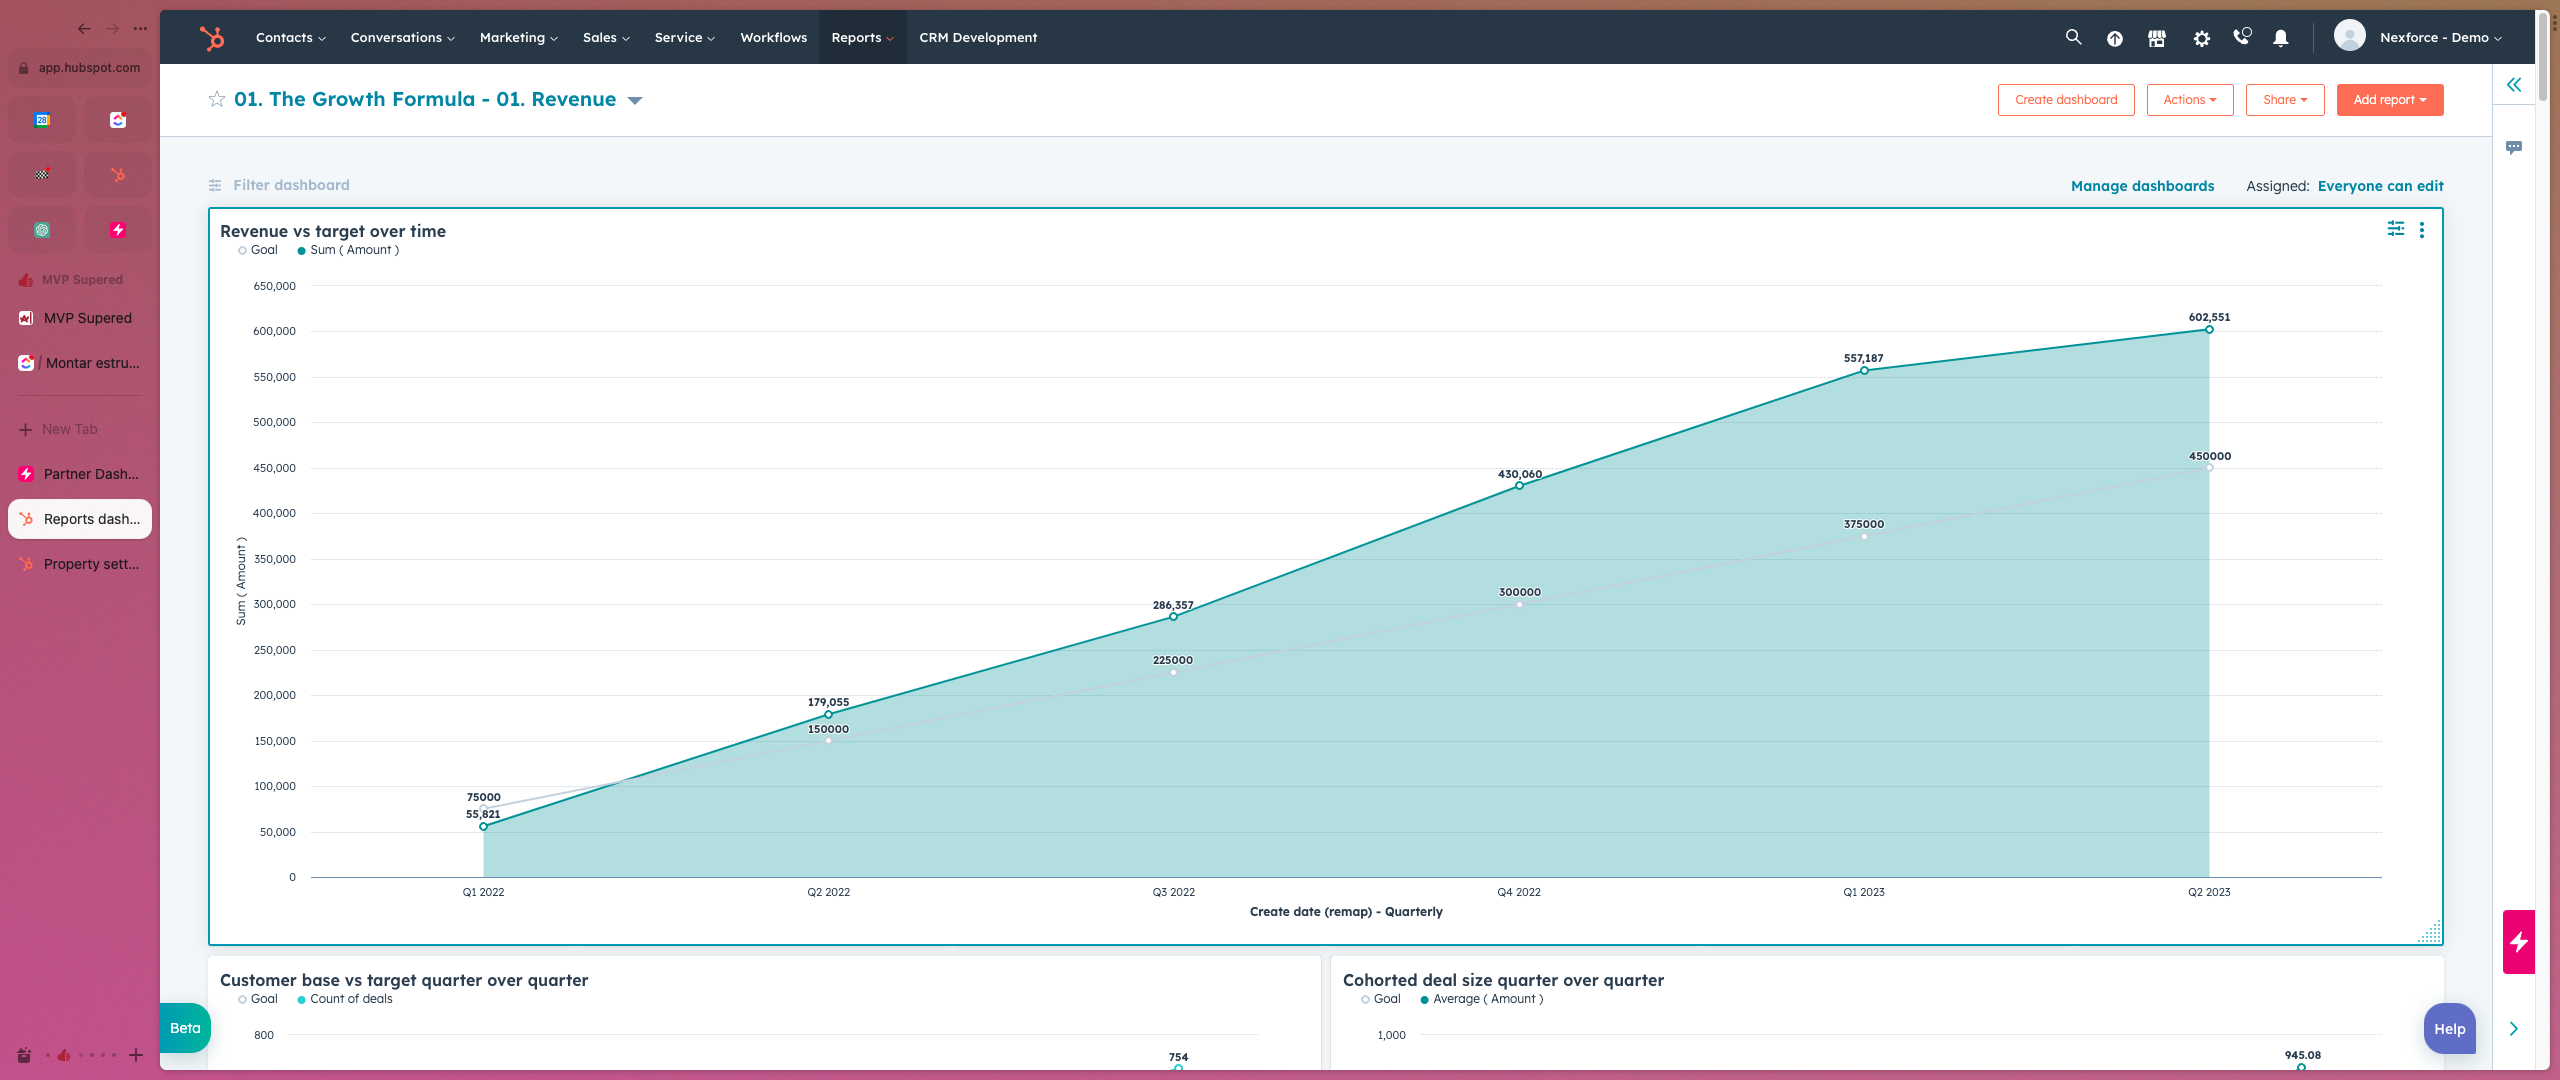 app.hubspot.com
28
MVP Supered
MVP Supered
/ Montar estru...
New Tab
Partner Dash...
Reports dash...
Property sett...
Contacts
Conversations
Marketing
Sales
Service
Workflows
Reports
CRM Development
Nexforce - Demo
01. The Growth Formula - 01. Revenue
Create dashboard
Actions
Share
Add report
Filter dashboard
Manage dashboards
Assigned: Everyone can edit
Revenue vs target over time
Goal
Sum ( Amount )
650,000
600,000
550,000
500,000
450,000
400,000
350,000
300,000
250,000
200,000
150,000
100,000
50,000
0
Sum ( Amount )
602,551
557,187
450000
430,060
375000
300000
286,357
225000
179,055
150000
75000
55,821
Q1 2022
Q2 2022
Q3 2022
Q4 2022
Q1 2023
Q2 2023
Create date (remap) - Quarterly
Customer base vs target quarter over quarter
Goal
Count of deals
800
754
Cohorted deal size quarter over quarter
Goal
Average ( Amount )
1,000
945.08
Beta
Help